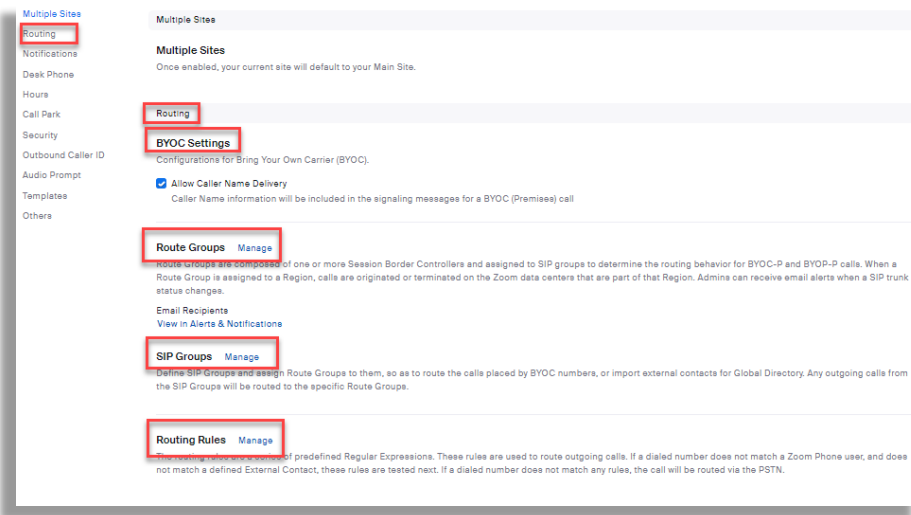 Multiple Sites
Routing
Notifications
Desk Phone
Hours
Call Park
Security
Outbound Caller ID
Audio Prompt
Templates
Others
Multiple Sites
Multiple Sites
Once enabled, your current site will default to your Main Site.
Routing
BYOC Settings
Configurations for Bring Your Own Carrier (BYOC).
Allow Caller Name Delivery
Caller Name information will be included in the signaling messages for a BYOC (Premises) call
Route Groups Manage
Route Groups are composed of one or more Session Border Controllers and assigned to SIP groups to determine the routing behavior for BYOC-P and BYOP-P calls. When a
Route Group is assigned to a Region, calls are originated or terminated on the Zoom data centers that are part of that Region. Admins can receive email alerts when a SIP trunk
status changes.
Email Recipients
View in Alerts & Notifications
SIP Groups Manage
Define SIP Groups and assign Route Groups to them, so as to route the calls placed by BYOC numbers, or import external contacts for Global Directory. Any outgoing calls from
the SIP Groups will be routed to the specific Route Groups.
Routing Rules Manage
The routing rules are a series of predefined Regular Expressions. These rules are used to route outgoing calls. If a dialed number does not match a Zoom Phone user, and does
not match a defined External Contact, these rules are tested next. If a dialed number does not match any rules, the call will be routed via the PSTN.